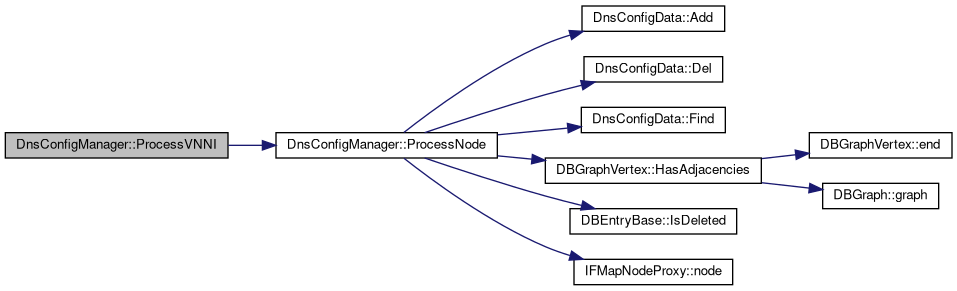 DnsConfigManager::ProcessVNNI
DnsConfigManager::ProcessNode
DnsConfigData::Add
DnsConfigData::Del
DnsConfigData::Find
DBGraphVertex::HasAdjacencies
DBGraphVertex::end
DBGraph::graph
DBEntryBase::IsDeleted
IFMapNodeProxy::node